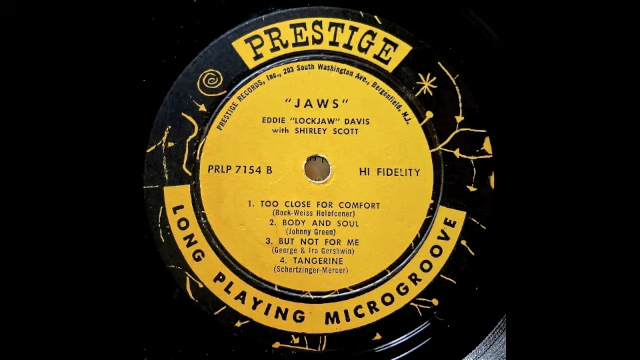 PRESTIGE
PRESTIGE RECORDS, Inc., 203 South Washington Ave., Bergenfield, N.J.
"JAWS"
EDDIE "LOCKJAW" DAVIS
with SHIRLEY SCOTT
PRLP 7154 B
HI FIDELITY
1. TOO CLOSE FOR COMFORT
(Bock-Weiss Holofcener)
2. BODY AND SOUL
(Johnny Green)
3. BUT NOT FOR ME
(George & Ira Gershwin)
4. TANGERINE
(Schertzinger-Mercer)
LONG PLAYING MICROGROOVE